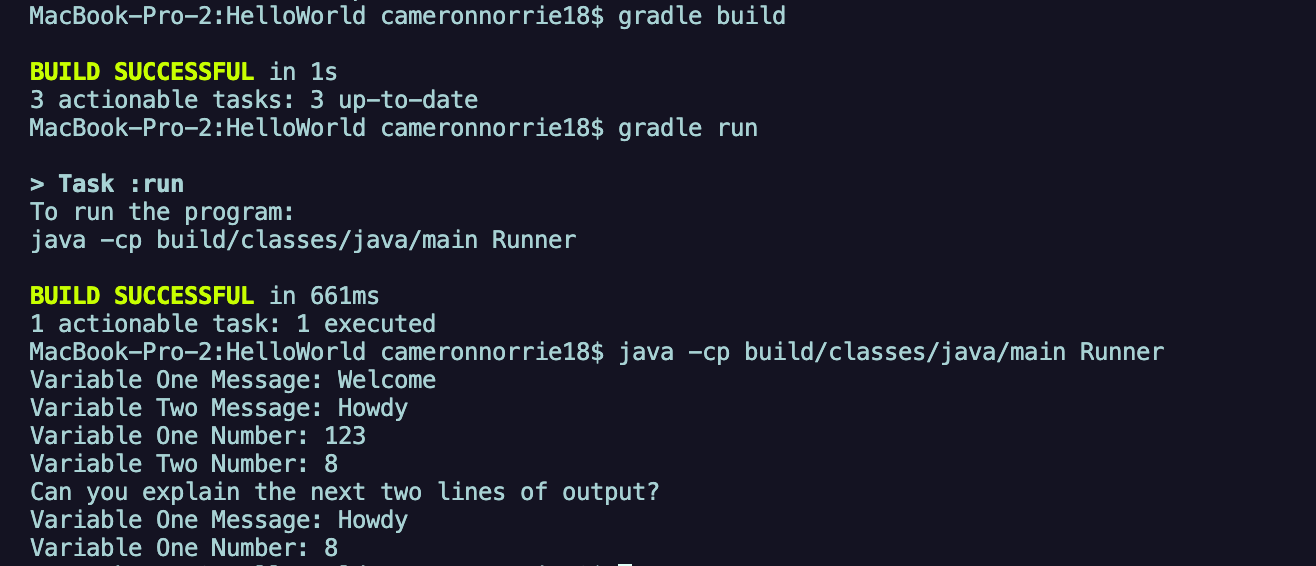 MacBook-Pro-2:HelloWorld cameronnorrie18$ gradle build
BUILD SUCCESSFUL in 1s
3 actionable tasks: 3 up-to-date
MacBook-Pro-2:HelloWorld cameronnorrie18$ gradle run
> Task :run
To run the program:
java -cp build/classes/java/main Runner
BUILD SUCCESSFUL in 661ms
1 actionable task: 1 executed
MacBook-Pro-2:HelloWorld cameronnorrie18$ java -cp build/classes/java/main Runner
Variable One Message: Welcome
Variable Two Message: Howdy
Variable One Number: 123
Variable Two Number: 8
Can you explain the next two lines of output?
Variable One Message: Howdy
Variable One Number: 8